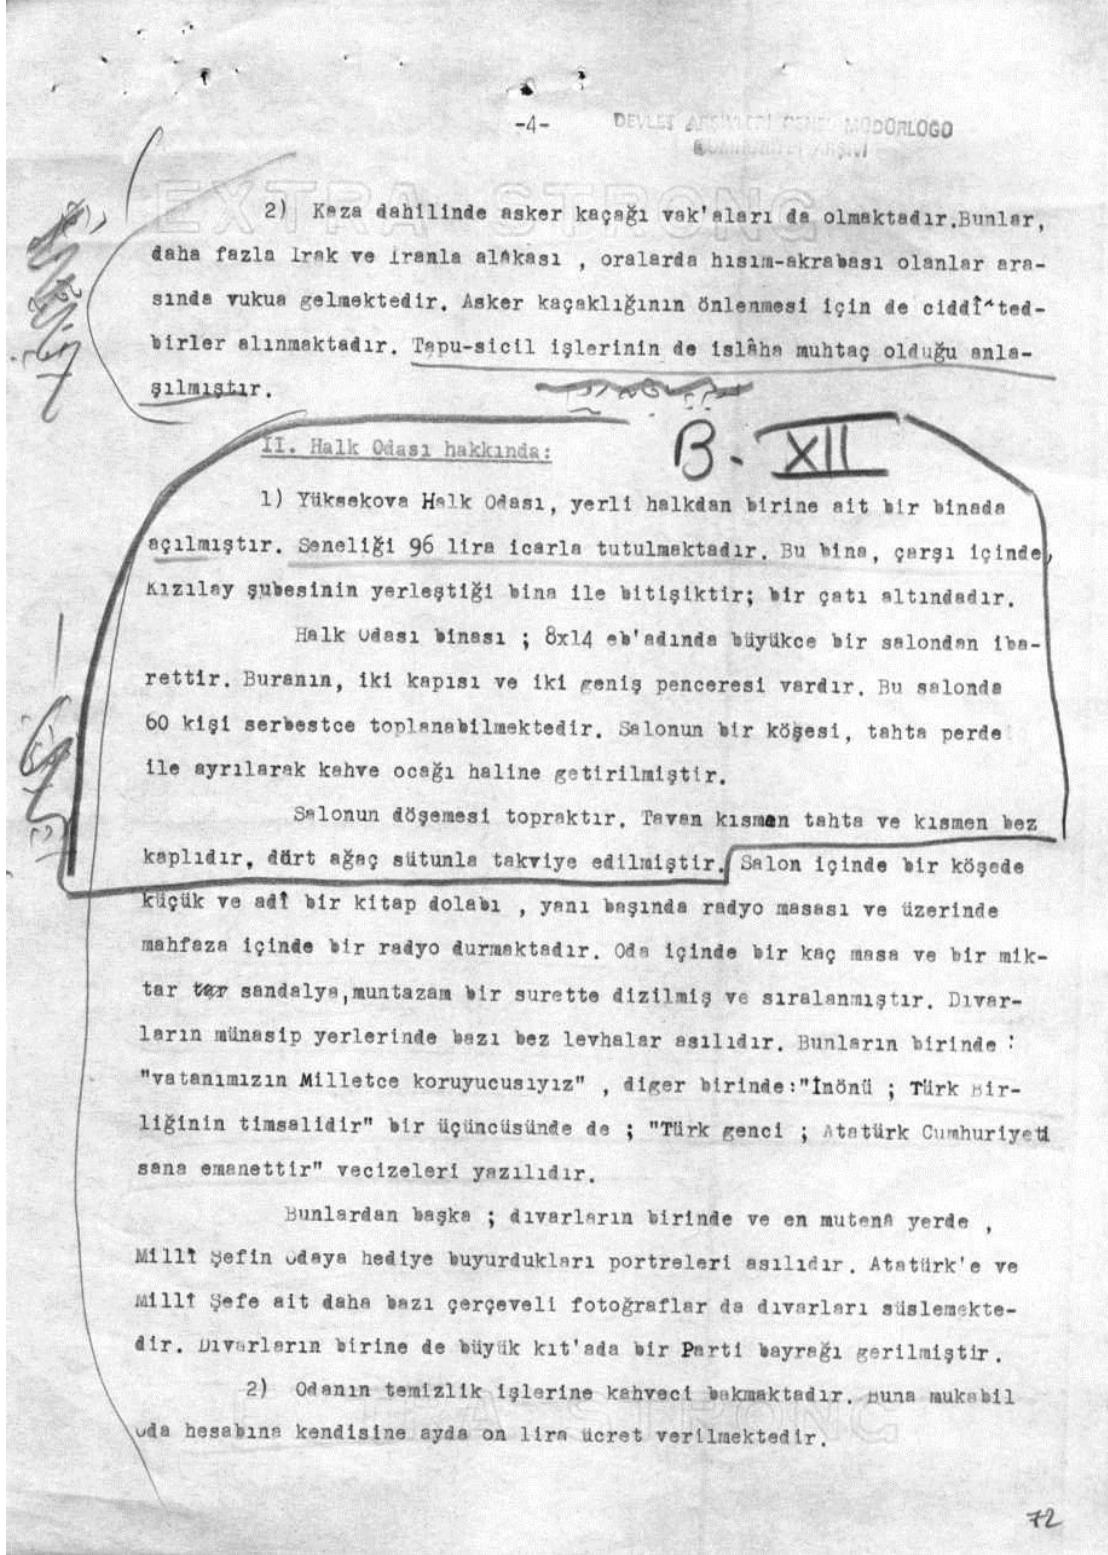 -4-
DEVLET ARŞİVLERİ GENEL MÜDÜRLÜĞÜ
CUMHURİYET ARŞİVİ
EXTRA STRONG
2) Kaza dahilinde asker kaçağı vak'aları da olmaktadır.Bunlar,
daha fazla Irak ve İranla alâkası , oralarda hısım-akrabası olanlar ara-
sında vukua gelmektedir. Asker kaçaklığının önlenmesi için de ciddî ted-
birler alınmaktadır. Tapu-sicil işlerinin de islâha muhtaç olduğu anla-
şılmıştır.
B. XII
II. Halk Odası hakkında:
1) Yüksekova Halk Odası, yerli halkdan birine ait bir binada
açılmıştır. Seneliği 96 lira icarla tutulmaktadır. Bu bina, çarşı içinde,
Kızılay şubesinin yerleştiği bina ile bitişiktir; bir çatı altındadır.
Halk Odası binası ; 8x14 eb'adında büyükce bir salondan iba-
rettir. Buranın, iki kapısı ve iki geniş penceresi vardır. Bu salonda
60 kişi serbestce toplanabilmektedir. Salonun bir köşesi, tahta perde
ile ayrılarak kahve ocağı haline getirilmiştir.
Salonun döşemesi topraktır. Tavan kısmen tahta ve kısmen bez
kaplıdır, dört ağaç sütunla takviye edilmiştir. Salon içinde bir köşede
küçük ve adî bir kitap dolabı , yanı başında radyo masası ve üzerinde
mahfaza içinde bir radyo durmaktadır. Oda içinde bir kaç masa ve bir mik-
tar sandalya,muntazam bir surette dizilmiş ve sıralanmıştır. Dıvar-
ların münasip yerlerinde bazı bez levhalar asılıdır. Bunların birinde :
"vatanımızın Milletce koruyucusıyız" , diger birinde:"İnönü ; Türk Bir-
liğinin timsalidir" bir üçüncüsünde de ; "Türk genci ; Atatürk Cumhuriyeti
sana emanettir" vecizeleri yazılıdır.
Bunlardan başka ; dıvarların birinde ve en mutenâ yerde ,
Millî Şefin Odaya hediye buyurdukları portreleri asılıdır. Atatürk'e ve
Millî Şefe ait daha bazı çerçeveli fotoğraflar da dıvarları süslemekte-
dir. Dıvarların birine de büyük kıt'ada bir Parti bayrağı gerilmiştir.
2) Odanın temizlik işlerine kahveci bakmaktadır. Buna mukabil
Oda hesabına kendisine ayda on lira ücret verilmektedir.
EXTRA STRONG
72